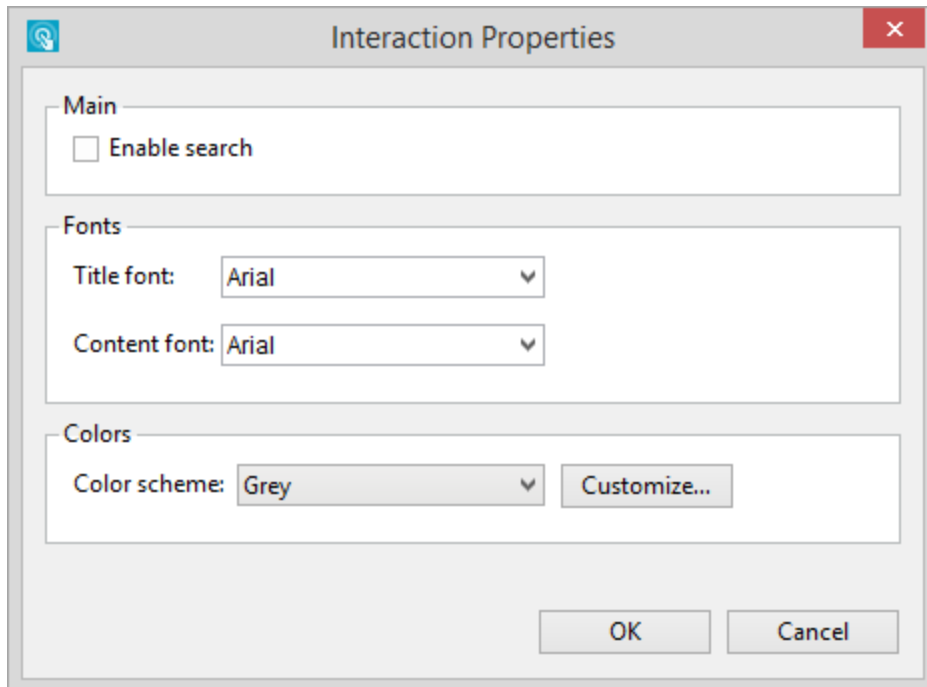 Interaction Properties
Main
Enable search
Fonts
Title font: Arial
Content font: Arial
Colors
Color scheme: Grey Customize...
OK Cancel